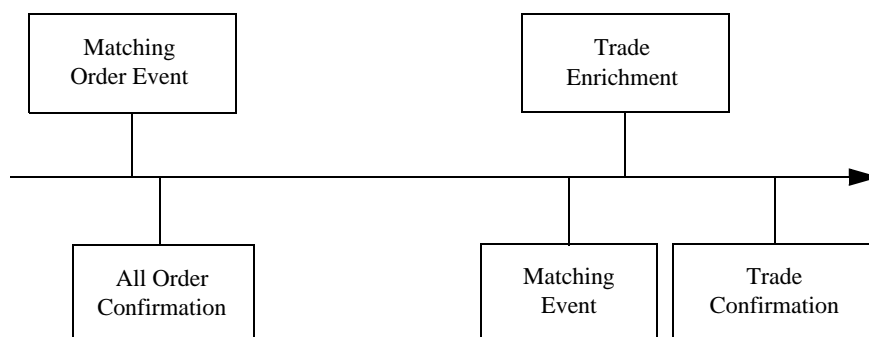 Matching
Order Event
Trade
Enrichment
All Order
Confirmation
Matching
Event
Trade
Confirmation